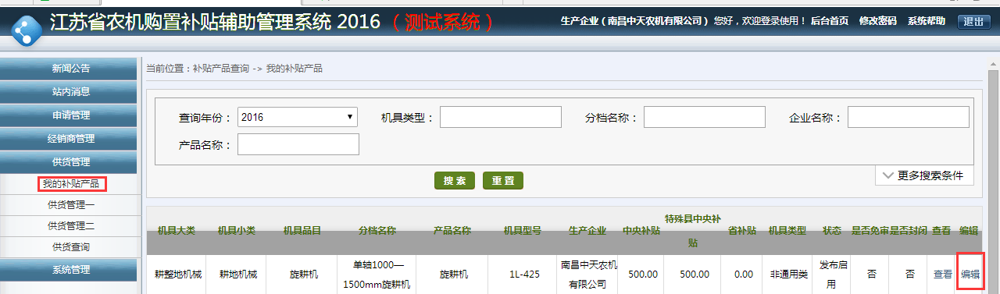 江苏省农机购置补贴辅助管理系统 2016 （测试系统）
生产企业（南昌中天农机有限公司）您好，欢迎登录使用！ 后台首页 修改密码 系统帮助 退出
新闻公告
站内消息
申请管理
经销商管理
供货管理
我的补贴产品
供货管理一
供货管理二
供货查询
系统管理
当前位置：补贴产品查询 -> 我的补贴产品
查询年份： 2016 机具类型： 分档名称： 企业名称：
产品名称：
搜 索 重 置
更多搜索条件
机具大类 机具小类 机具品目 分档名称 产品名称 机具型号 生产企业 中央补贴 特殊县中央补贴 省补贴 机具类型 状态 是否免审 是否封闭 查看 编辑
耕整地机械 耕地机械 旋耕机 单轴1000—1500mm旋耕机 旋耕机 1L-425 南昌中天农机有限公司 500.00 500.00 0.00 非通用类 发布启用 否 否 查看 编辑